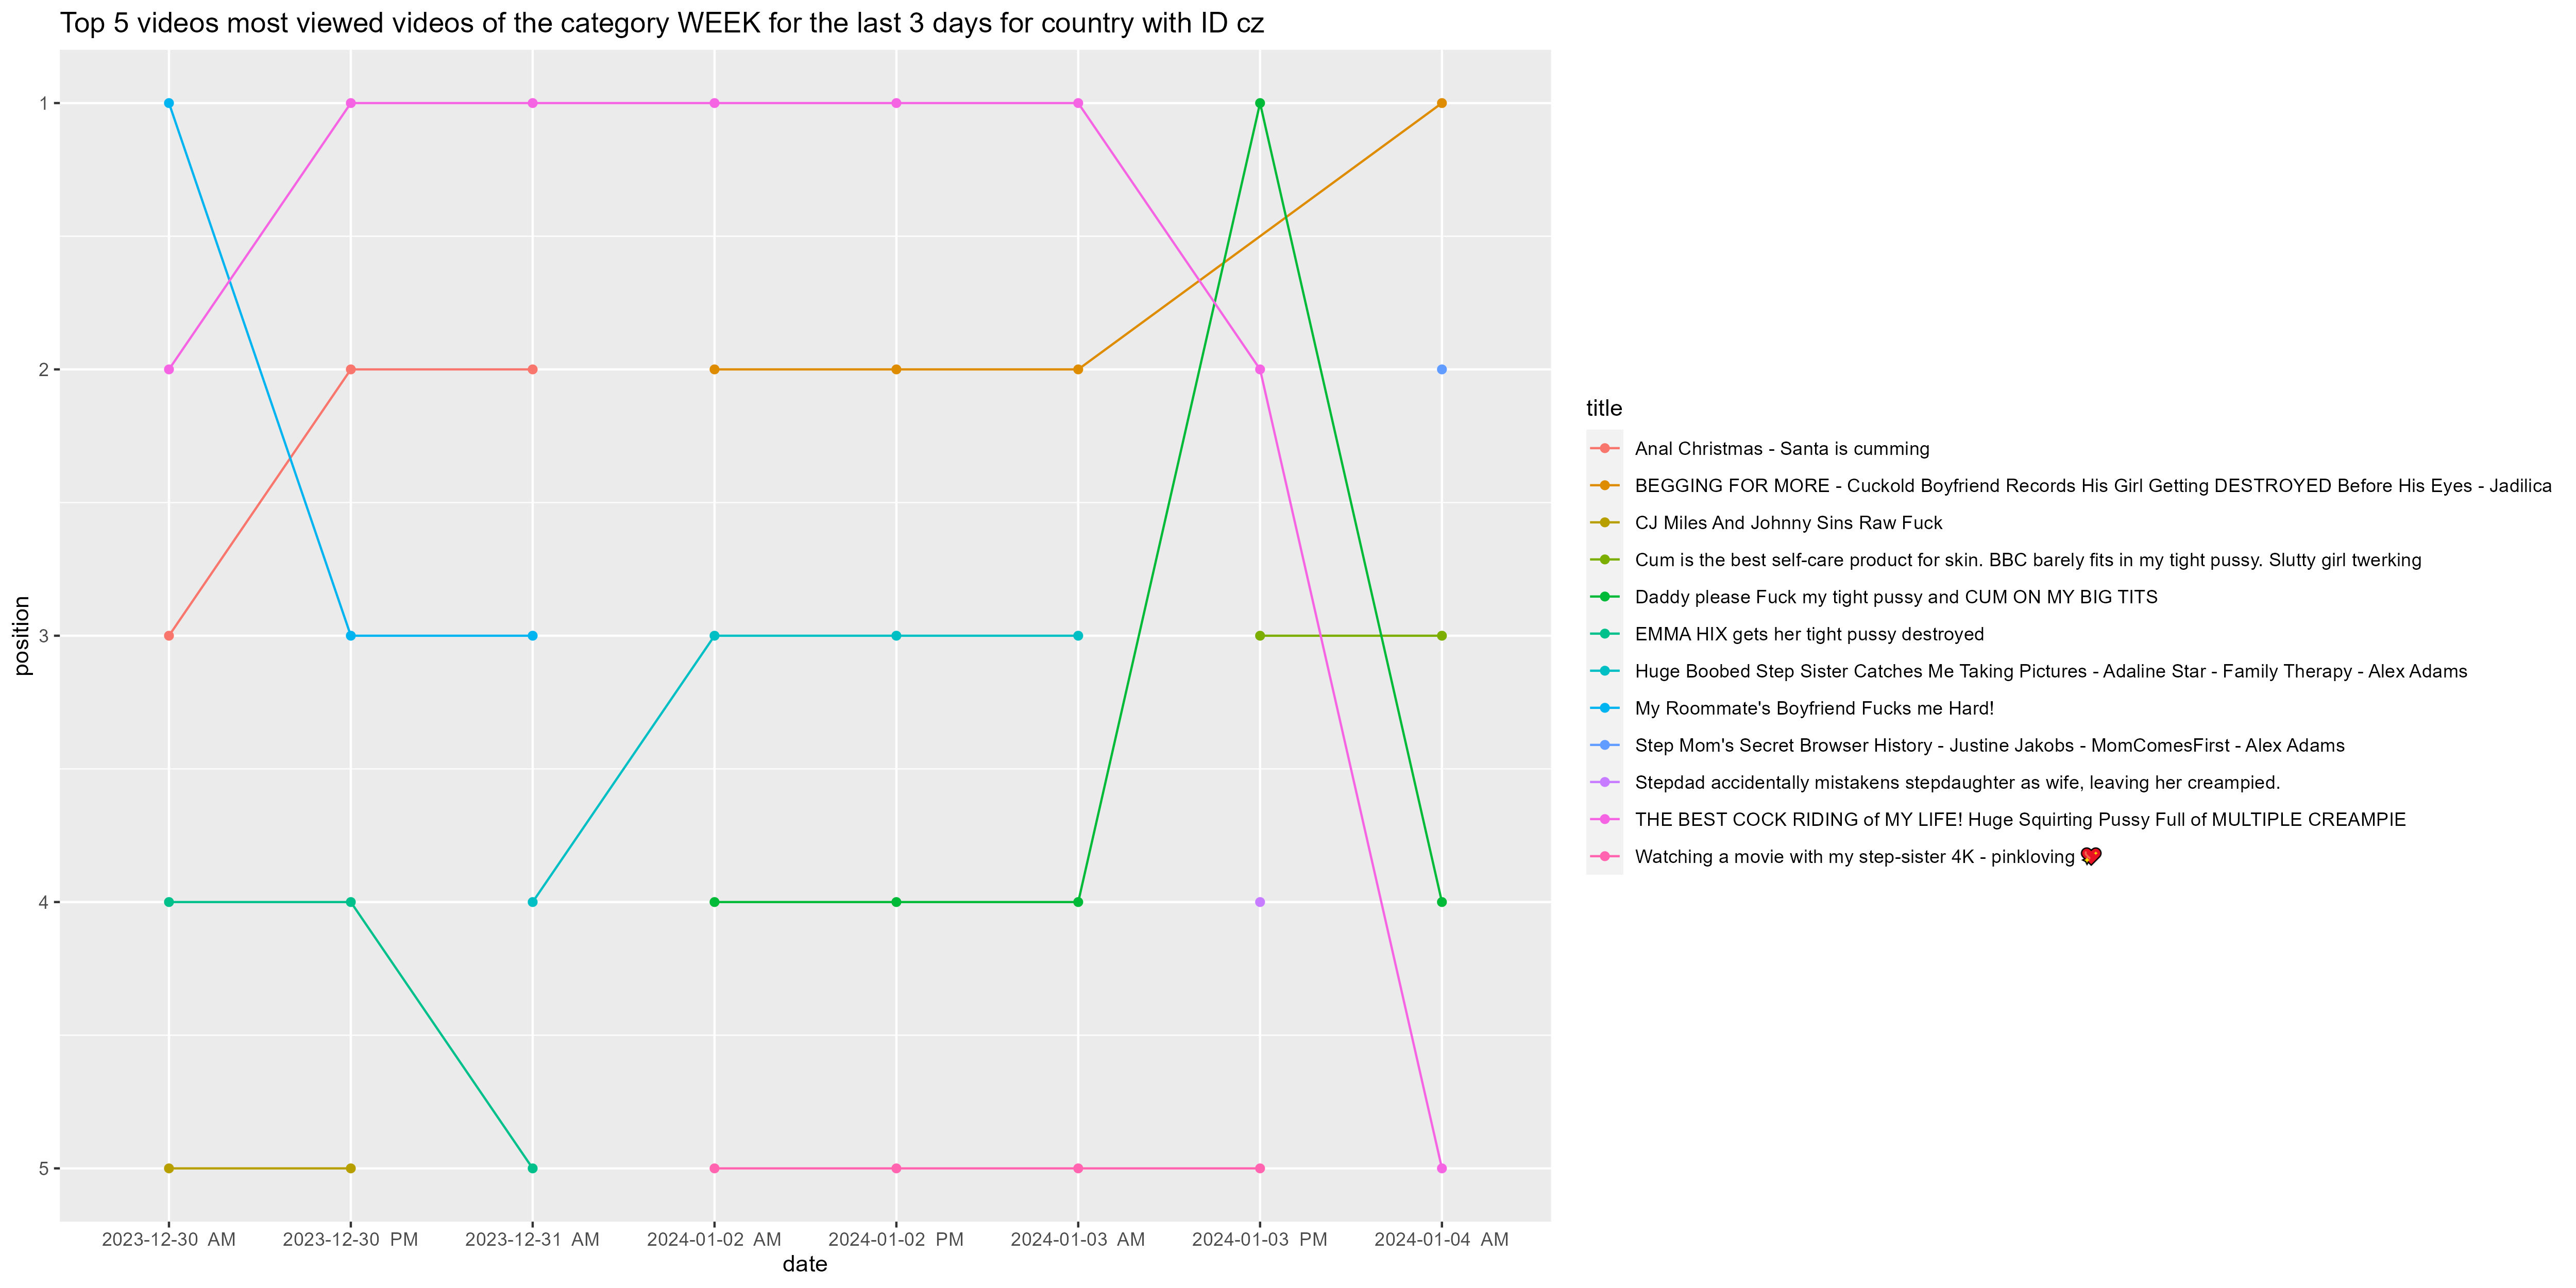 Top 5 videos most viewed videos of the category WEEK for the last 3 days for country with ID cz
position
1
2
3
4
5
2023-12-30 AM
2023-12-30 PM
2023-12-31 AM
2024-01-02 AM
2024-01-02 PM
2024-01-03 AM
2024-01-03 PM
2024-01-04 AM
date
title
Anal Christmas - Santa is cumming
BEGGING FOR MORE - Cuckold Boyfriend Records His Girl Getting DESTROYED Before His Eyes - Jadilica
CJ Miles And Johnny Sins Raw Fuck
Cum is the best self-care product for skin. BBC barely fits in my tight pussy. Slutty girl twerking
Daddy please Fuck my tight pussy and CUM ON MY BIG TITS
EMMA HIX gets her tight pussy destroyed
Huge Boobed Step Sister Catches Me Taking Pictures - Adaline Star - Family Therapy - Alex Adams
My Roommate's Boyfriend Fucks me Hard!
Step Mom's Secret Browser History - Justine Jakobs - MomComesFirst - Alex Adams
Stepdad accidentally mistakens stepdaughter as wife, leaving her creampied.
THE BEST COCK RIDING of MY LIFE! Huge Squirting Pussy Full of MULTIPLE CREAMPIE
Watching a movie with my step-sister 4K - pinkloving 💖